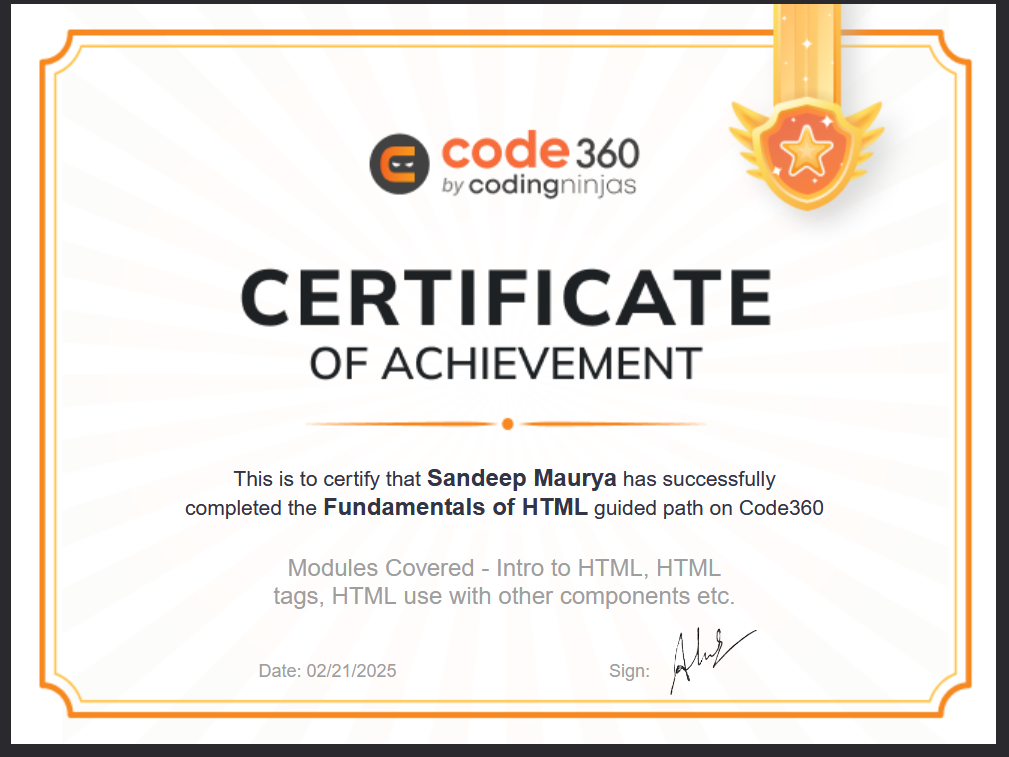 code 360
by codingninjas
CERTIFICATE
OF ACHIEVEMENT
This is to certify that Sandeep Maurya has successfully
completed the Fundamentals of HTML guided path on Code360
Modules Covered - Intro to HTML, HTML
tags, HTML use with other components etc.
Date: 02/21/2025
Sign: